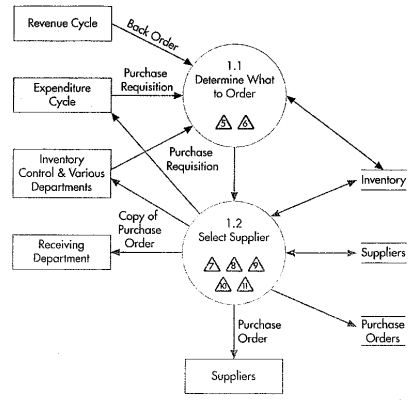 Revenue Cycle
Back Order
1.1
Determine What
to Order
5 6
Purchase
Requisition
Expenditure
Cycle
Inventory
Control & Various
Departments
Purchase
Requisition
Inventory
Copy of
Purchase
Order
1.2
Select Supplier
7 8 9
10 11
Receiving
Department
Suppliers
Purchase
Order
Purchase
Orders
Suppliers